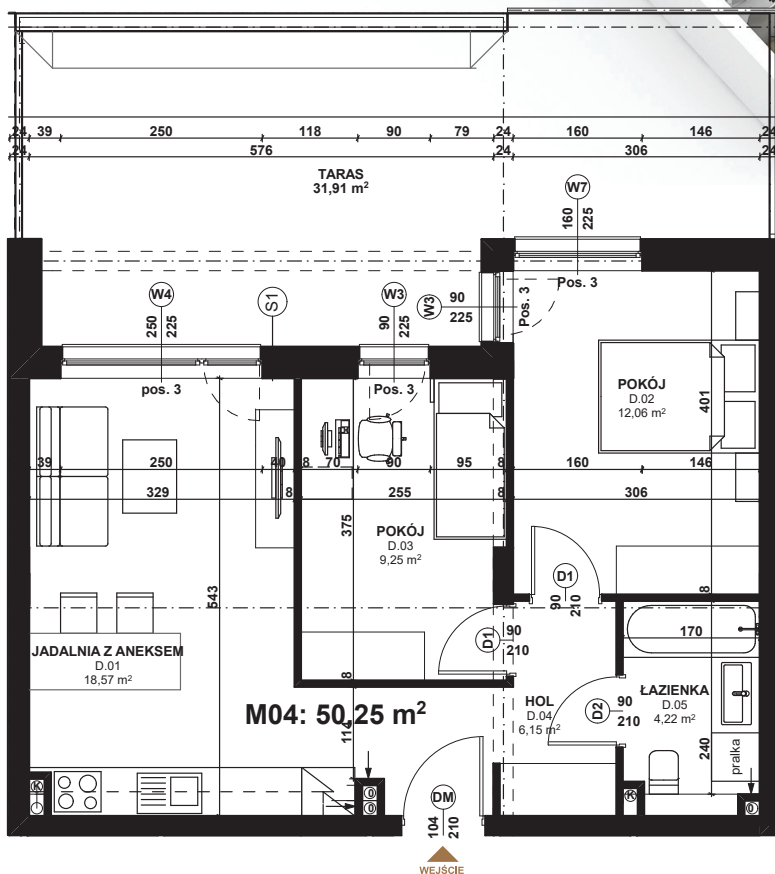 24 39 250 118 90 79 24 160 146 24
24 576 24 306 24
TARAS
31,91 m²
W7
160
225
Pos. 3
W4
250
225
pos. 3
S1
W3
90
225
Pos. 3
W3
90
225
Pos. 3
POKÓJ
D.02
12,06 m²
401
39 250 40 8 70 90 95 8 160 146
329 8 255 8 306
POKÓJ
D.03
9,25 m²
375
543
8
8
D1
90
210
D1
90
210
170
JADALNIA Z ANEKSEM
D.01
18,57 m²
M04: 50,25 m²
114
HOL
D.04
6,15 m²
D2
90
210
ŁAZIENKA
D.05
4,22 m²
240
pralka
K
O
O
DM
104
210
K
O
WEJŚCIE